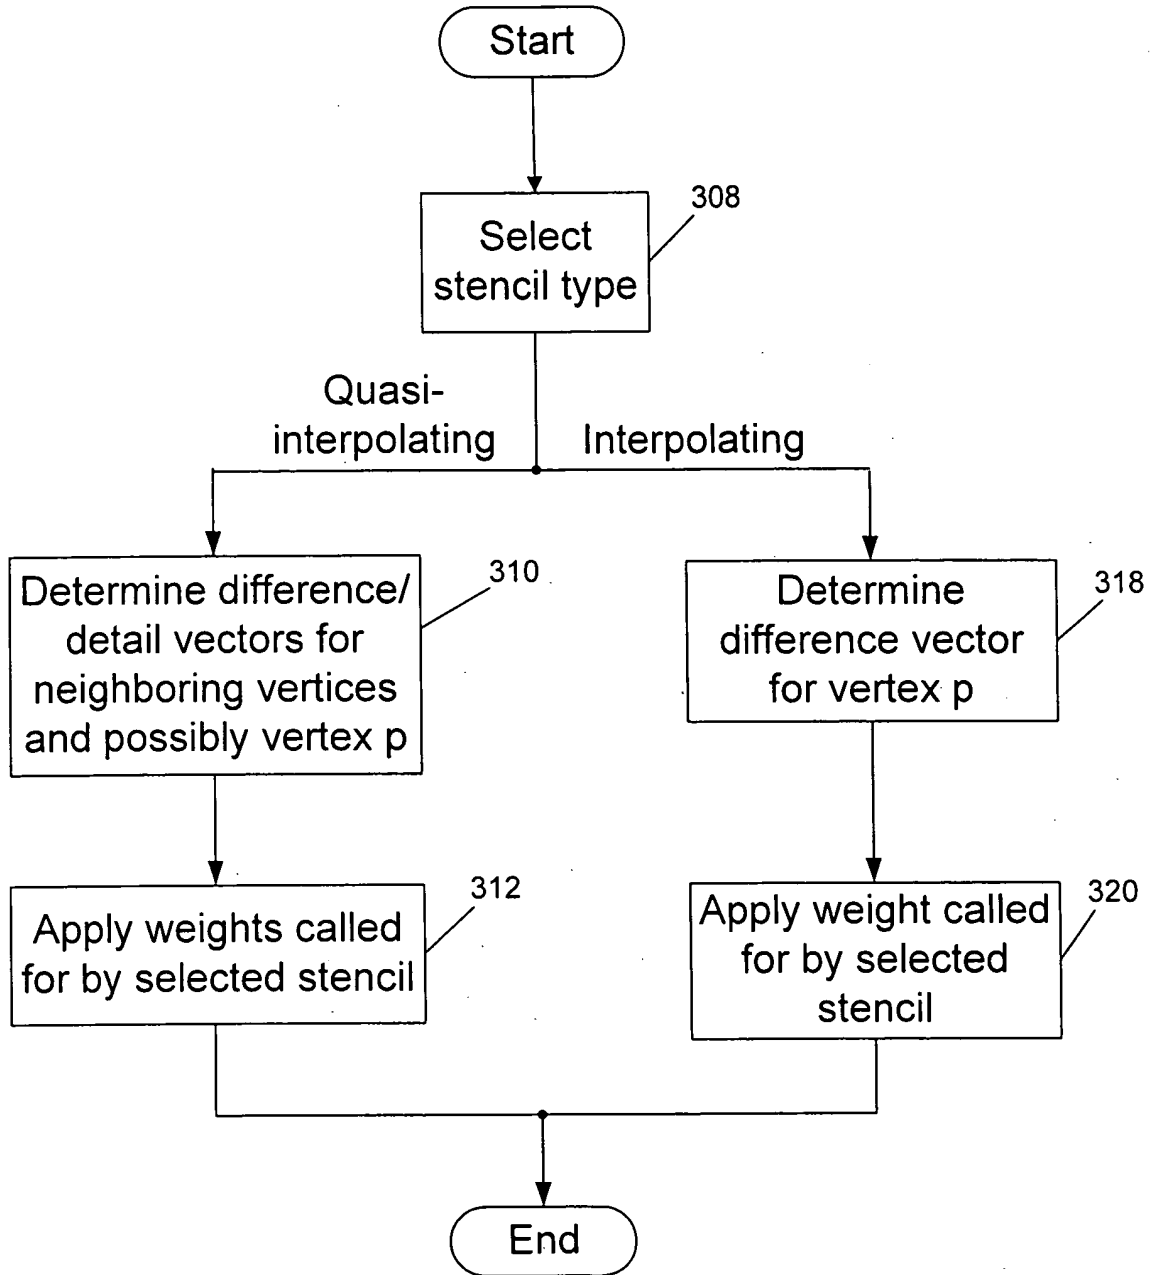 Start
308
Select
stencil type
Quasi-
interpolating
Interpolating
Determine difference/
detail vectors for
neighboring vertices
and possibly vertex p
310
Determine
difference vector
for vertex p
318
Apply weights called
for by selected stencil
312
Apply weight called
for by selected
stencil
320
End